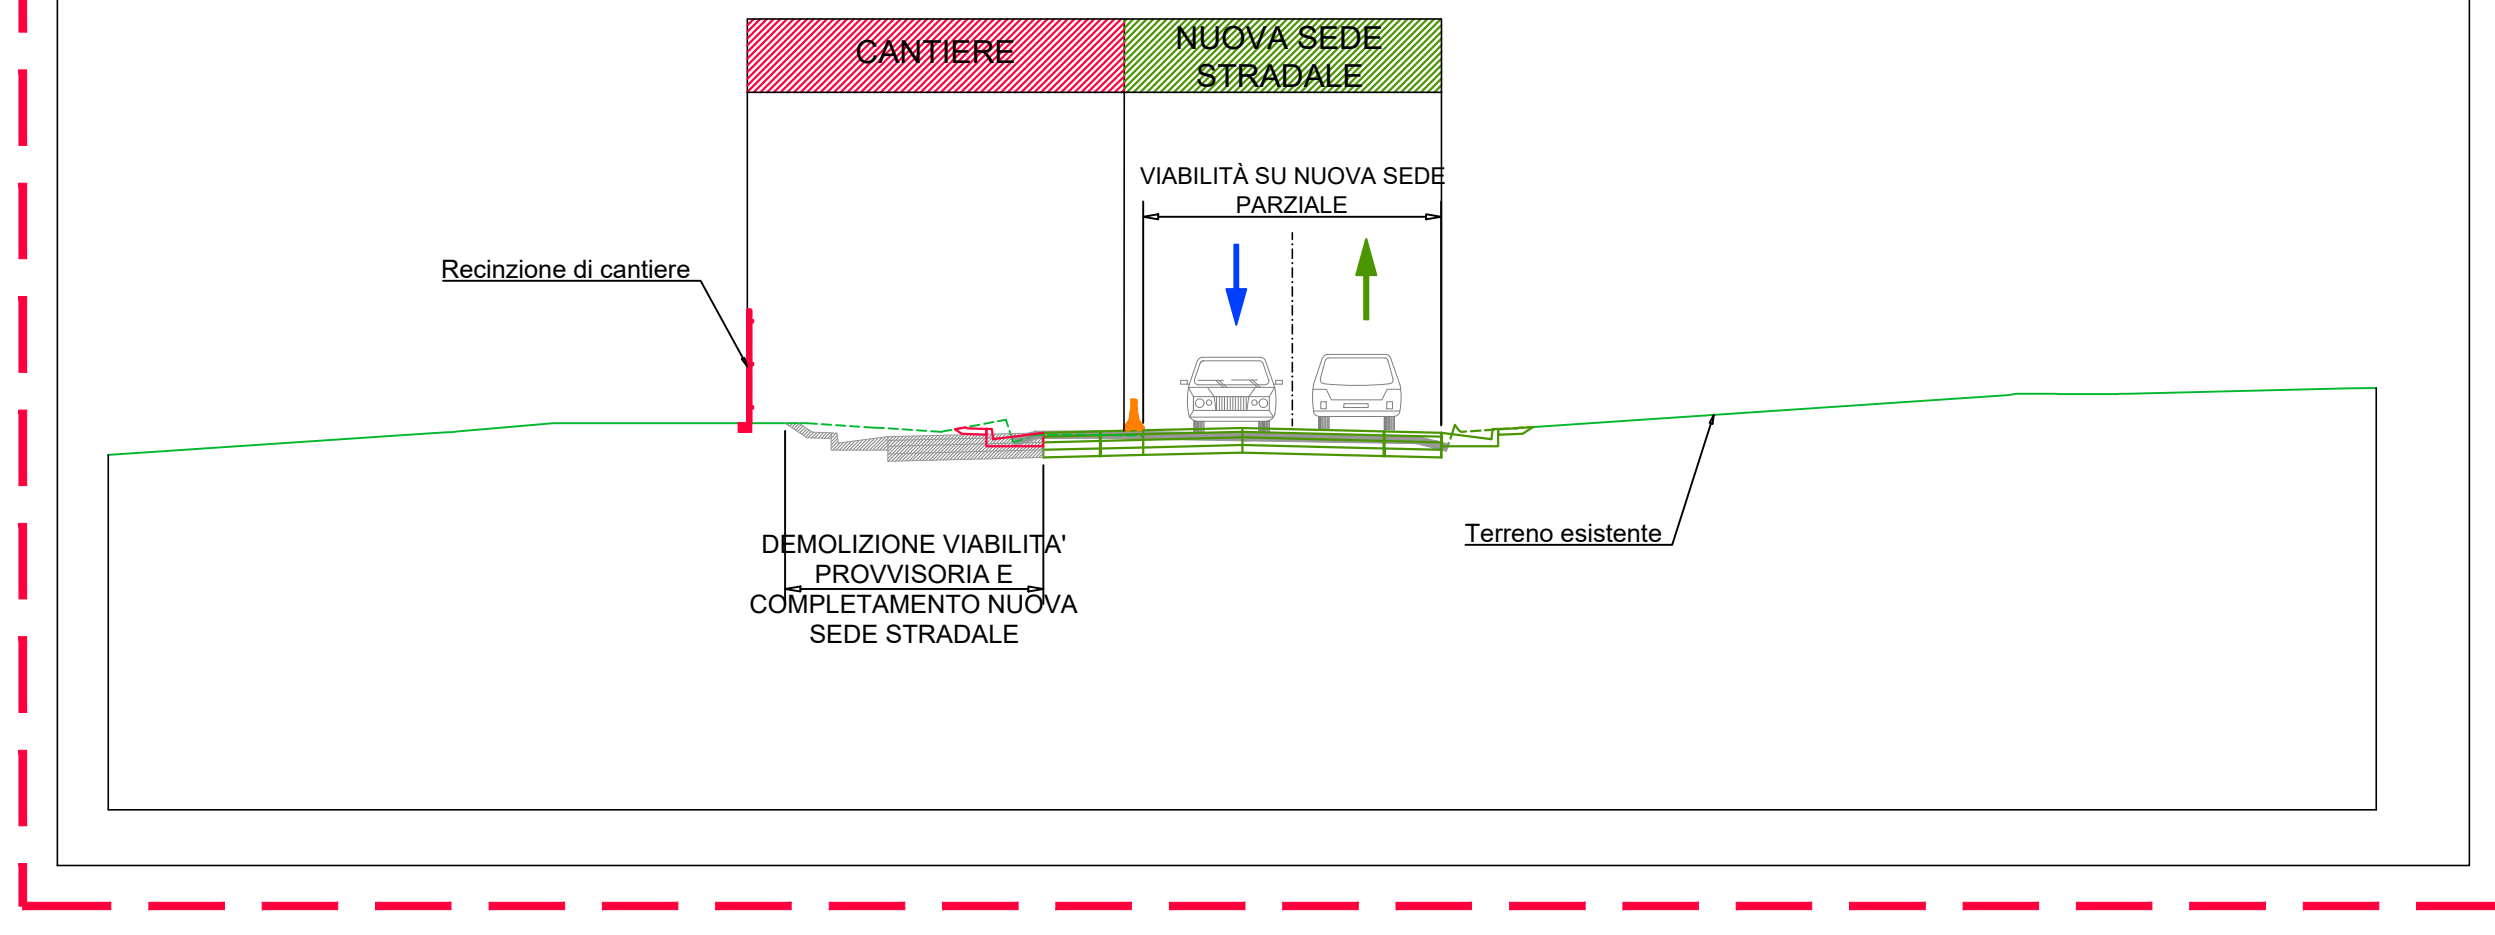 CANTIERE
NUOVA SEDE
STRADALE
VIABILITÀ SU NUOVA SEDE
PARZIALE
Recinzione di cantiere
Terreno esistente
DEMOLIZIONE VIABILITA'
PROVVISORIA E
COMPLETAMENTO NUOVA
SEDE STRADALE